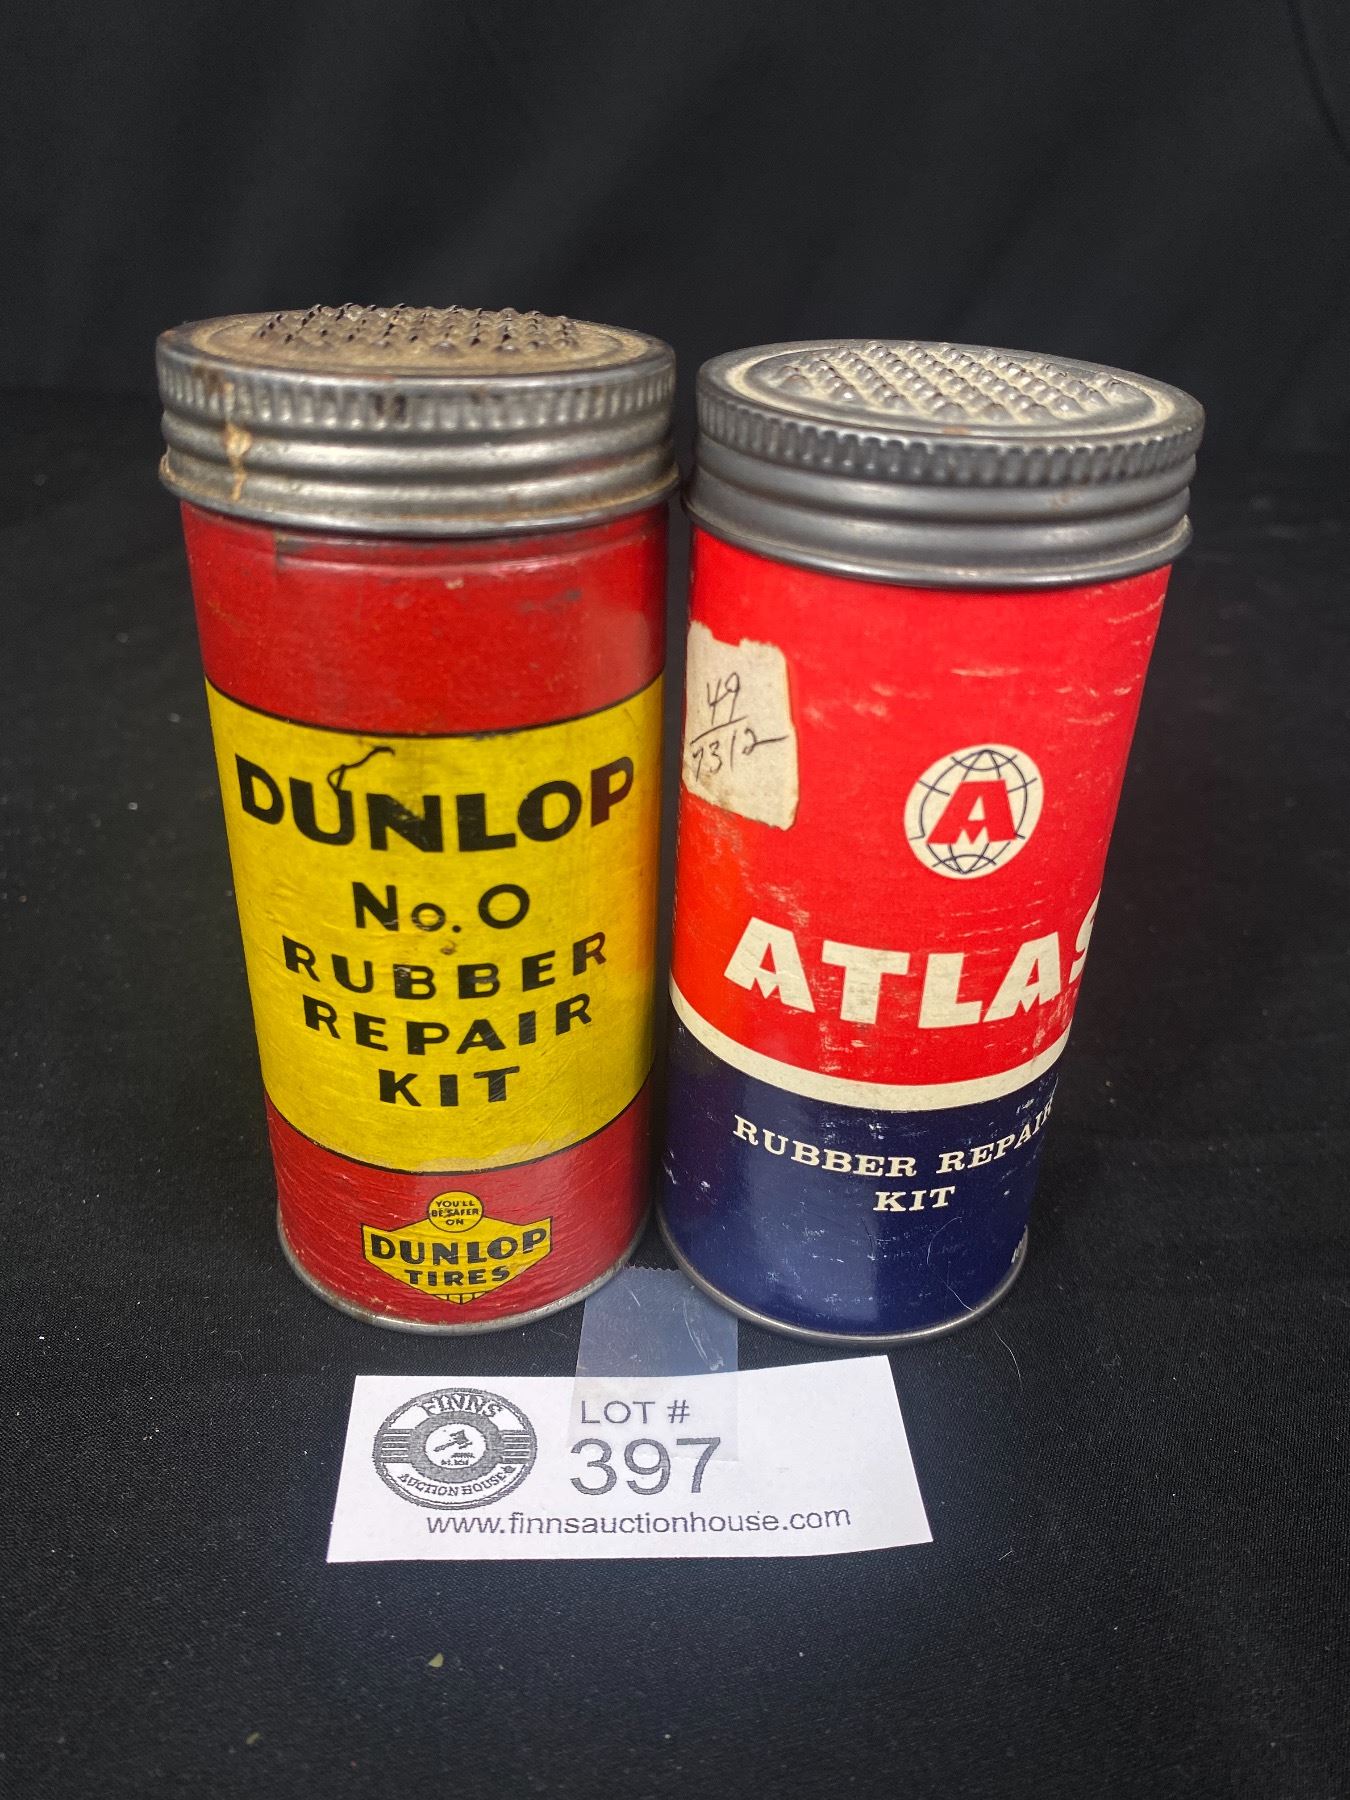 DUNLOP
No. O
RUBBER
REPAIR
KIT
YOU'LL
BE SAFER
ON
DUNLOP
TIRES
49
7312
A
ATLAS
RUBBER REPAIR
KIT
FINNS
AUCTION HOUSE
LOT #
397
www.finnsauctionhouse.com